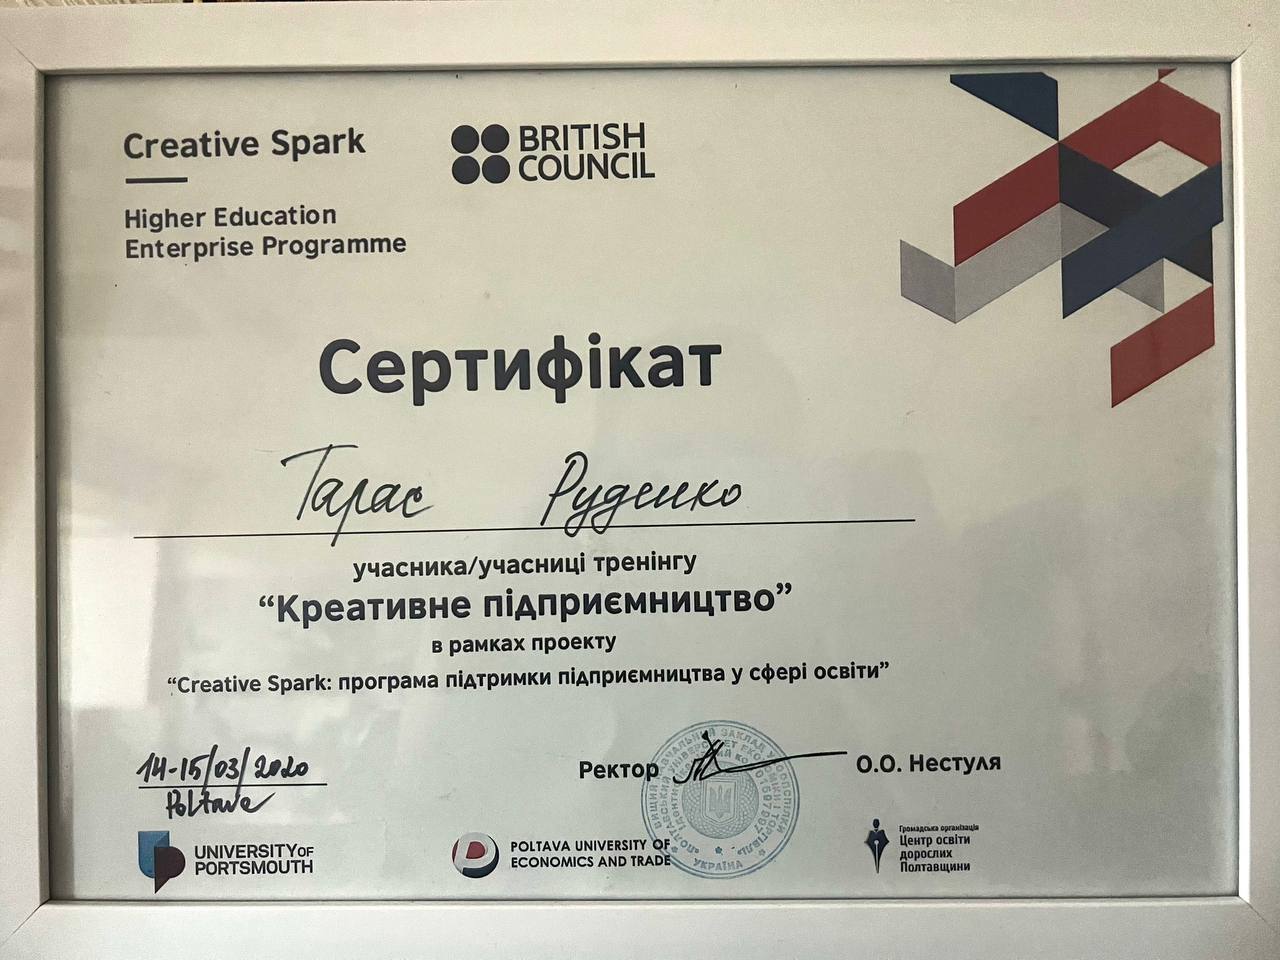 Creative Spark
BRITISH
COUNCIL
Higher Education
Enterprise Programme
Сертифікат
Тарас Руденко
учасника/учасниці тренінгу
“Креативне підприємництво”
в рамках проекту
“Creative Spark: програма підтримки підприємництва у сфері освіти”
14-15/03/2020
Poltava
Ректор
О.О. Нестуля
UNIVERSITY OF
PORTSMOUTH
POLTAVA UNIVERSITY OF
ECONOMICS AND TRADE
УКРАЇНА
Громадська організація
Центр освіти
дорослих
Полтавщини